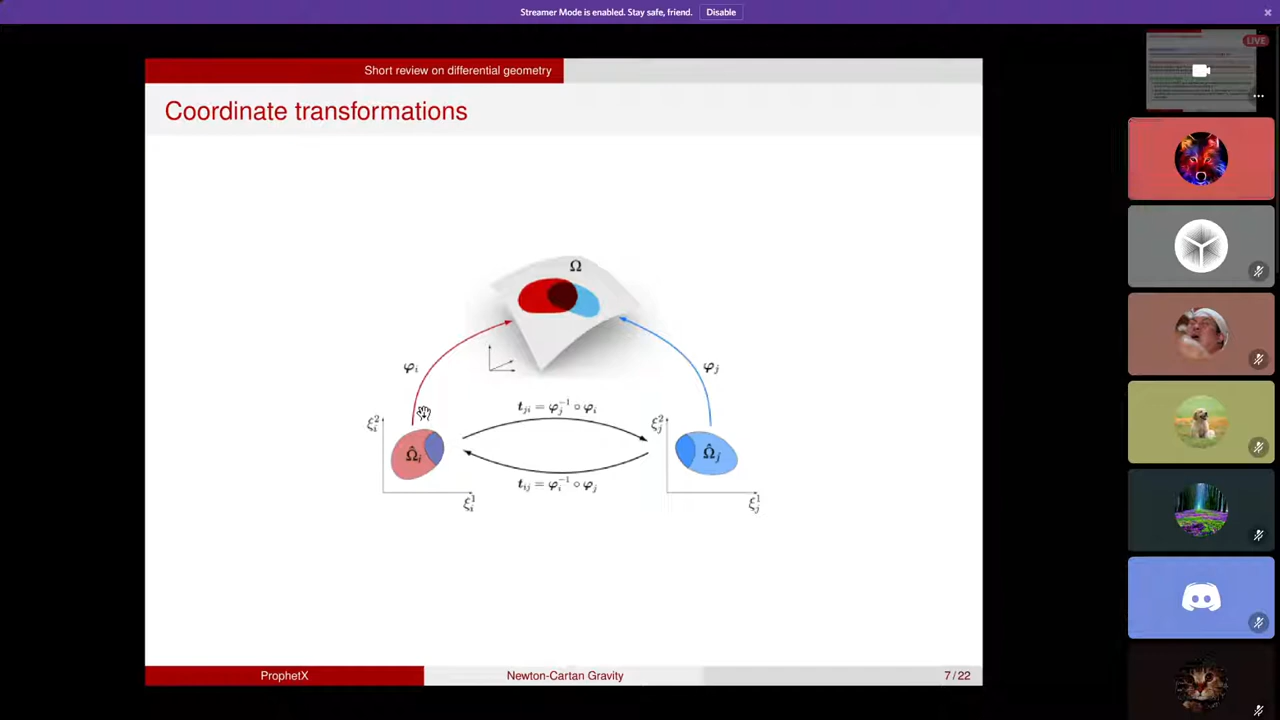 Streamer Mode is enabled. Stay safe, friend. Disable
LIVE
Short review on differential geometry
Coordinate transformations
Ω
φᵢ
φⱼ
tⱼᵢ = φⱼ⁻¹ ∘ φᵢ
ξᵢ²
ξⱼ²
Ω̂ᵢ
Ω̂ⱼ
tᵢⱼ = φᵢ⁻¹ ∘ φⱼ
ξᵢ¹
ξⱼ¹
ProphetX Newton-Cartan Gravity 7 / 22